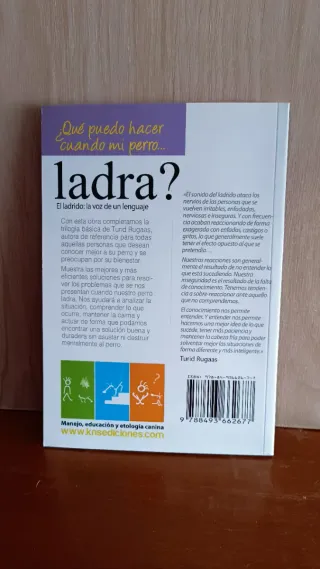 ¿Qué puedo hacer
cuando mi perro...
ladra?
El ladrido: la voz de un lenguaje
Con esta obra completamos la
trilogía básica de Turid Rugaas,
autora de referencia para todas
aquellas personas que desean
conocer mejor a su perro y se
preocupan por su bienestar.
Muestra las mejores y más
eficientes soluciones para resol-
ver los problemas que se nos
presentan cuando nuestro perro
ladra. Nos ayudará a analizar la
situación, comprender lo que
ocurre, mantener la calma y
actuar de forma que podamos
encontrar una solución buena y
duradera sin asustar ni castigar
mentalmente al perro.
«El sonido del ladrido ataca los
nervios de las personas que se
vuelven irritables, enfadadas,
nerviosas e inseguras. Y con frecuen-
cia acaban reaccionando de forma
exagerada con enfados, castigos o
gritos, lo que generalmente suele
tener el efecto opuesto al que se
pretendía ...
Nuestras reacciones son general-
mente el resultado de no entender lo
que está sucediendo. Nuestra
inseguridad es el resultado de la falta
de conocimiento. Tenemos tenden-
cia a sobre reaccionar ante aquello
que no comprendemos.
El conocimiento nos permite
entender. Y entender nos permite
hacernos una mejor idea de lo que
sucede, tener más paciencia y
mantener la cabeza fría para poder
solventar mejor las situaciones de
forma diferente y más inteligente.»
Turid Rugaas
9 788493 662677
Manejo, educación y etología canina
www.knsediciones.com